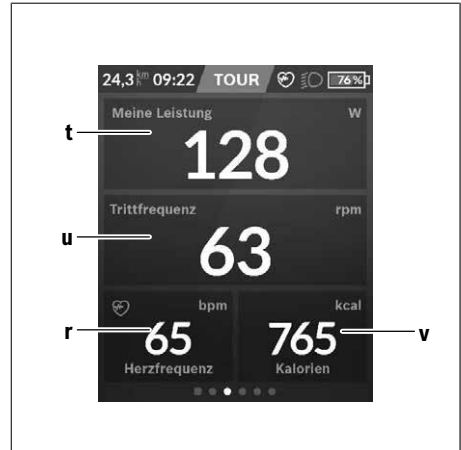 24,3 km/h 09:22 TOUR 76 %
Meine Leistung W
t
128
Trittfrequenz rpm
u
63
bpm kcal
r 65 765 v
Herzfrequenz Kalorien